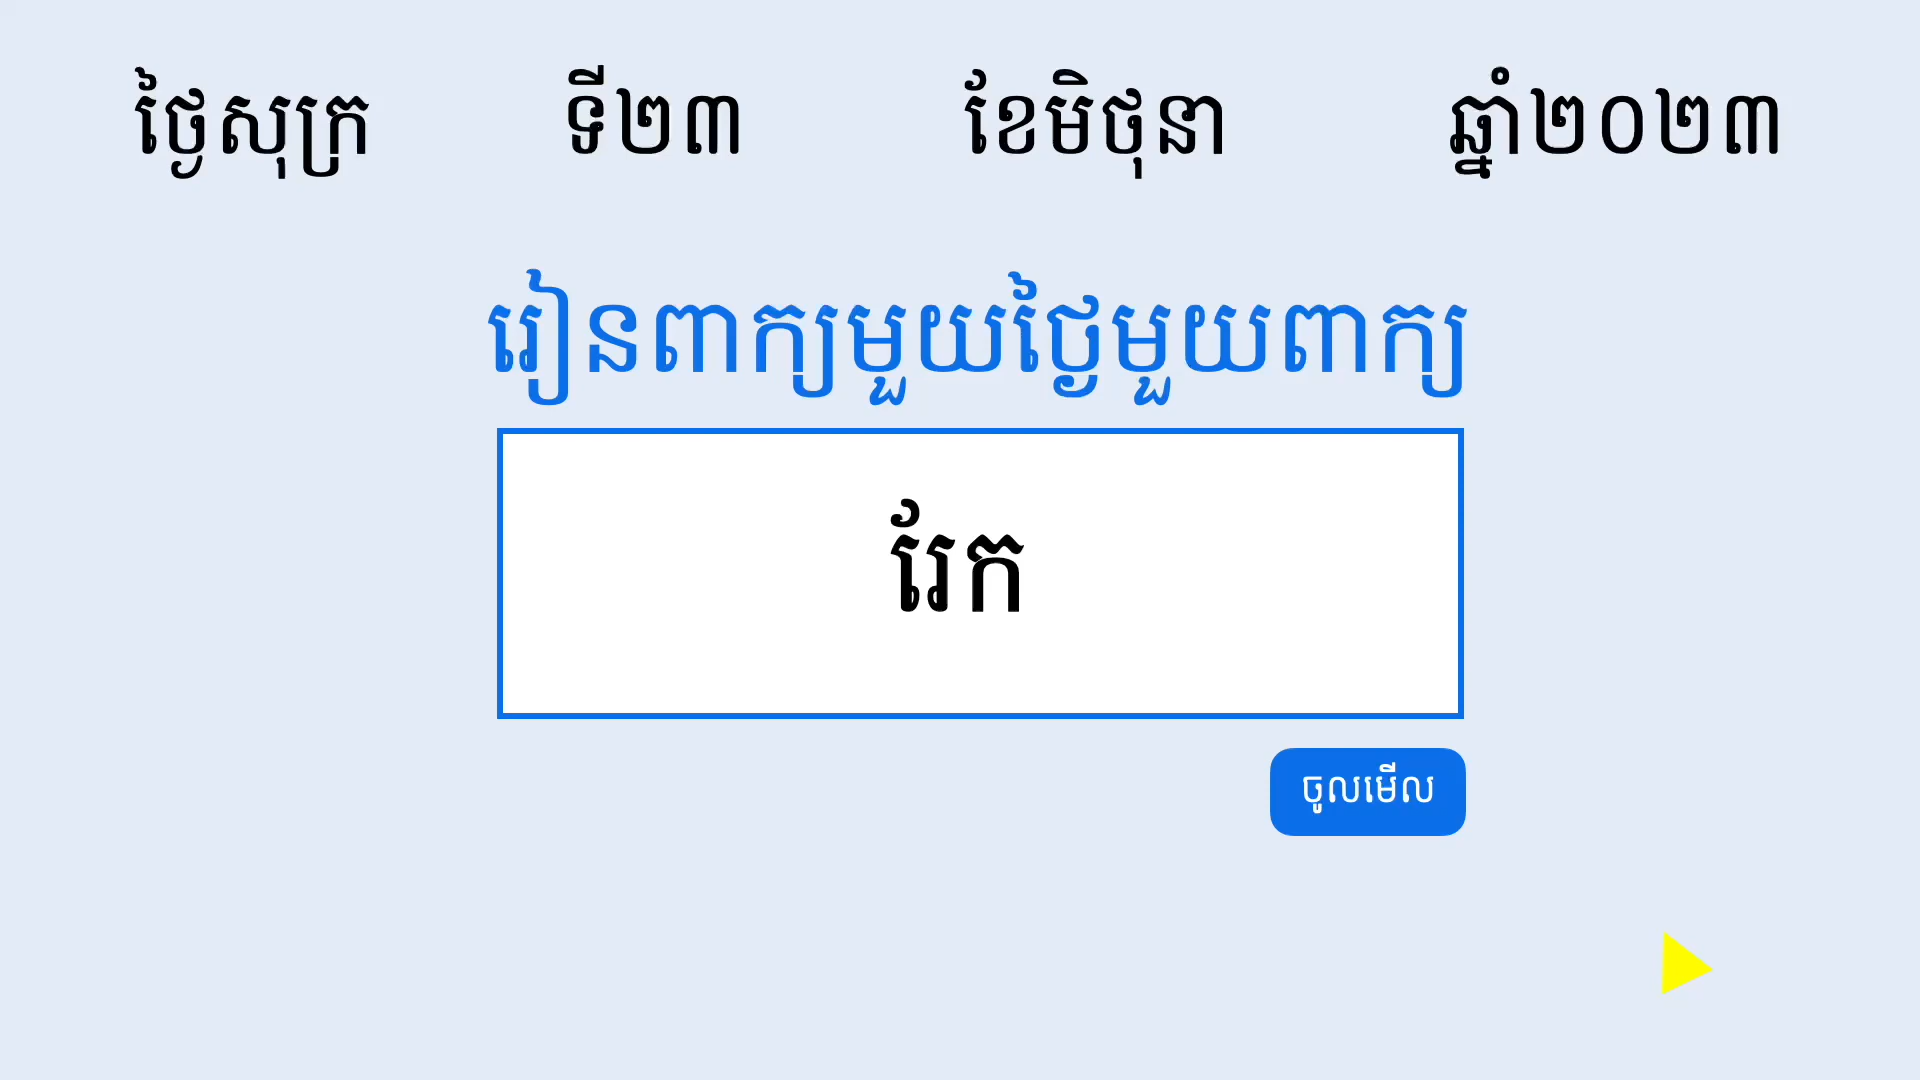 ថ្ងៃសុក្រ ទី២៣ ខែមិថុនា ឆ្នាំ២០២៣
រៀនពាក្យមួយថ្ងៃមួយពាក្យ
រែក
ចូលមើល